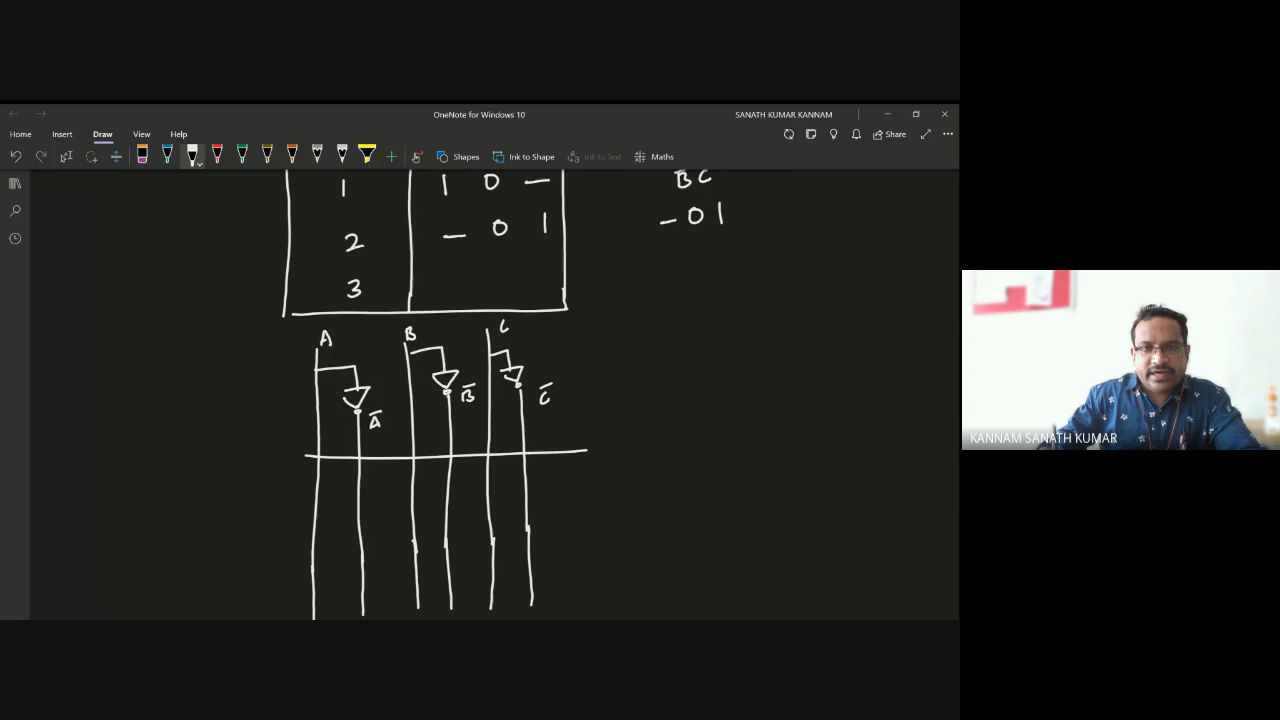 OneNote for Windows 10
SANATH KUMAR KANNAM
Home Insert Draw View Help
Share
Shapes Ink to Shape Ink to Text Maths
1 1 0 – B̅ C
2 – 0 1 – 0 1
3
A B C
A̅ B̅ C̅
KANNAM SANATH KUMAR